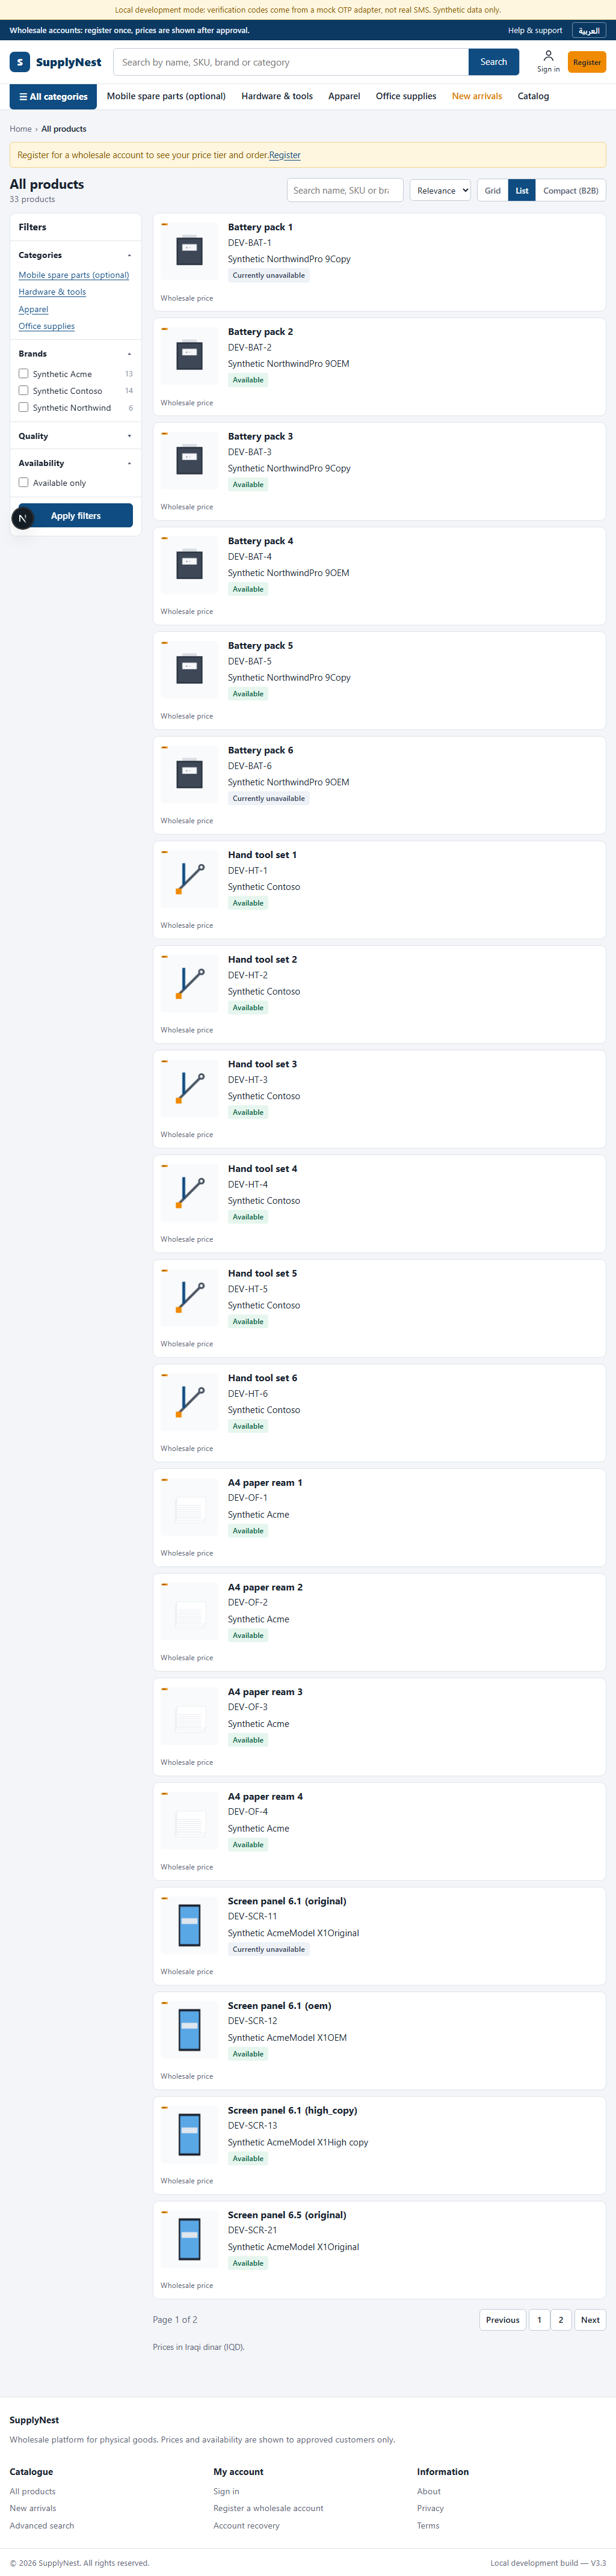 Local development mode: verification codes come from a mock OTP adapter, not real SMS. Synthetic data only.
Wholesale accounts: register once, prices are shown after approval.
Help & support
العربية
S SupplyNest
Search by name, SKU, brand or category
Search
Sign in
Register
☰ All categories
Mobile spare parts (optional)
Hardware & tools
Apparel
Office supplies
New arrivals
Catalog
Home › All products
Register for a wholesale account to see your price tier and order.Register
All products
33 products
Search name, SKU or bra
Relevance
Grid
List
Compact (B2B)
Filters
Categories
Mobile spare parts (optional)
Hardware & tools
Apparel
Office supplies
Brands
Synthetic Acme 13
Synthetic Contoso 14
Synthetic Northwind 6
Quality
Availability
Available only
N
Apply filters
Battery pack 1
DEV-BAT-1
Synthetic NorthwindPro 9Copy
Currently unavailable
Wholesale price
Battery pack 2
DEV-BAT-2
Synthetic NorthwindPro 9OEM
Available
Wholesale price
Battery pack 3
DEV-BAT-3
Synthetic NorthwindPro 9Copy
Available
Wholesale price
Battery pack 4
DEV-BAT-4
Synthetic NorthwindPro 9OEM
Available
Wholesale price
Battery pack 5
DEV-BAT-5
Synthetic NorthwindPro 9Copy
Available
Wholesale price
Battery pack 6
DEV-BAT-6
Synthetic NorthwindPro 9OEM
Currently unavailable
Wholesale price
Hand tool set 1
DEV-HT-1
Synthetic Contoso
Available
Wholesale price
Hand tool set 2
DEV-HT-2
Synthetic Contoso
Available
Wholesale price
Hand tool set 3
DEV-HT-3
Synthetic Contoso
Available
Wholesale price
Hand tool set 4
DEV-HT-4
Synthetic Contoso
Available
Wholesale price
Hand tool set 5
DEV-HT-5
Synthetic Contoso
Available
Wholesale price
Hand tool set 6
DEV-HT-6
Synthetic Contoso
Available
Wholesale price
A4 paper ream 1
DEV-OF-1
Synthetic Acme
Available
Wholesale price
A4 paper ream 2
DEV-OF-2
Synthetic Acme
Available
Wholesale price
A4 paper ream 3
DEV-OF-3
Synthetic Acme
Available
Wholesale price
A4 paper ream 4
DEV-OF-4
Synthetic Acme
Available
Wholesale price
Screen panel 6.1 (original)
DEV-SCR-11
Synthetic AcmeModel X1Original
Currently unavailable
Wholesale price
Screen panel 6.1 (oem)
DEV-SCR-12
Synthetic AcmeModel X1OEM
Available
Wholesale price
Screen panel 6.1 (high_copy)
DEV-SCR-13
Synthetic AcmeModel X1High copy
Available
Wholesale price
Screen panel 6.5 (original)
DEV-SCR-21
Synthetic AcmeModel X1Original
Available
Wholesale price
Page 1 of 2
Previous
1
2
Next
Prices in Iraqi dinar (IQD).
SupplyNest
Wholesale platform for physical goods. Prices and availability are shown to approved customers only.
Catalogue
All products
New arrivals
Advanced search
My account
Sign in
Register a wholesale account
Account recovery
Information
About
Privacy
Terms
© 2026 SupplyNest. All rights reserved.
Local development build — V3.3